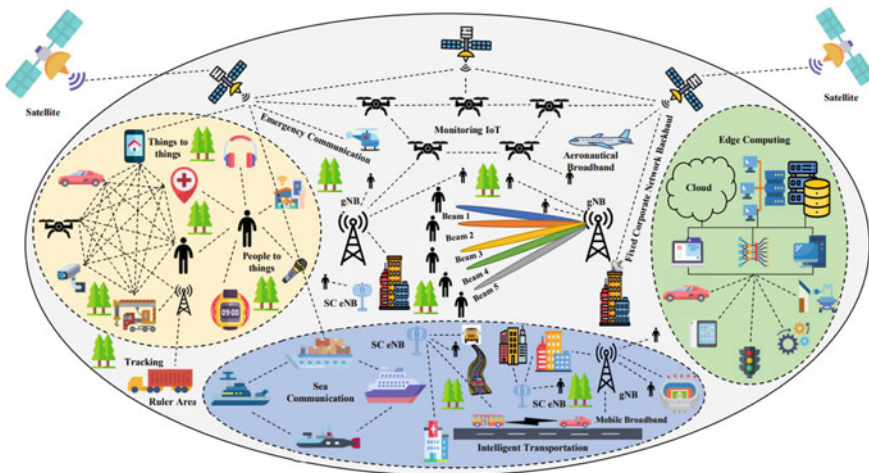 Satellite
Satellite
Emergency Communication
Monitoring IoT
Aeronautical
Broadband
Fixed Corporate Network Backhaul
Edge Computing
Cloud
Things to
things
People to
things
09:00
gNB
gNB
Beam 1
Beam 2
Beam 3
Beam 4
Beam 5
SC eNB
Tracking
Ruler Area
Sea
Communication
SC eNB
SC eNB
gNB
Mobile Broadband
Intelligent Transportation